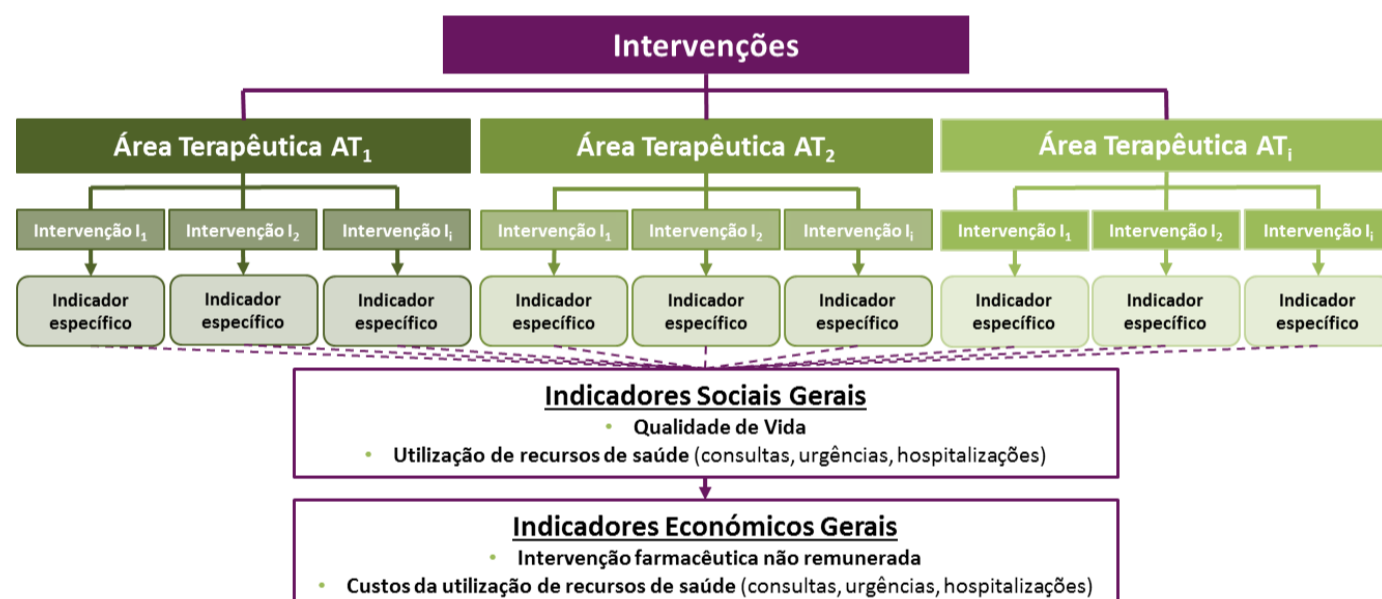 Intervenções
Área Terapêutica AT₁
Área Terapêutica AT₂
Área Terapêutica ATᵢ
Intervenção I₁
Intervenção I₂
Intervenção Iᵢ
Intervenção I₁
Intervenção I₂
Intervenção Iᵢ
Intervenção I₁
Intervenção I₂
Intervenção Iᵢ
Indicador
específico
Indicador
específico
Indicador
específico
Indicador
específico
Indicador
específico
Indicador
específico
Indicador
específico
Indicador
específico
Indicador
específico
Indicadores Sociais Gerais
• Qualidade de Vida
• Utilização de recursos de saúde (consultas, urgências, hospitalizações)
Indicadores Económicos Gerais
• Intervenção farmacêutica não remunerada
• Custos da utilização de recursos de saúde (consultas, urgências, hospitalizações)